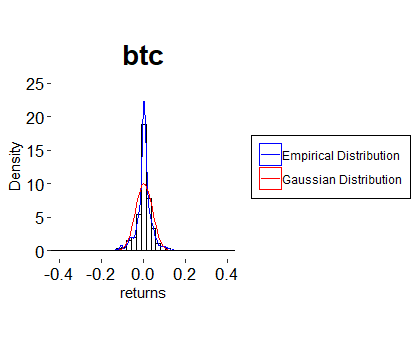 btc
25
20
15
10
5
0
Density
-0.4 -0.2 0.0 0.2 0.4
returns
Empirical Distribution
Gaussian Distribution